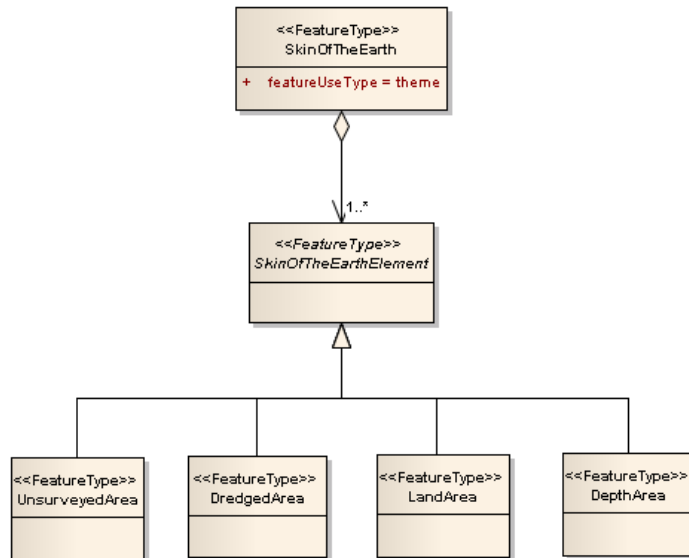 <<FeatureType>>
SkinOfTheEarth
+ featureUseType = theme
1..*
<<FeatureType>>
SkinOfTheEarthElement
<<FeatureType>>
UnsurveyedArea
<<FeatureType>>
DredgedArea
<<FeatureType>>
LandArea
<<FeatureType>>
DepthArea